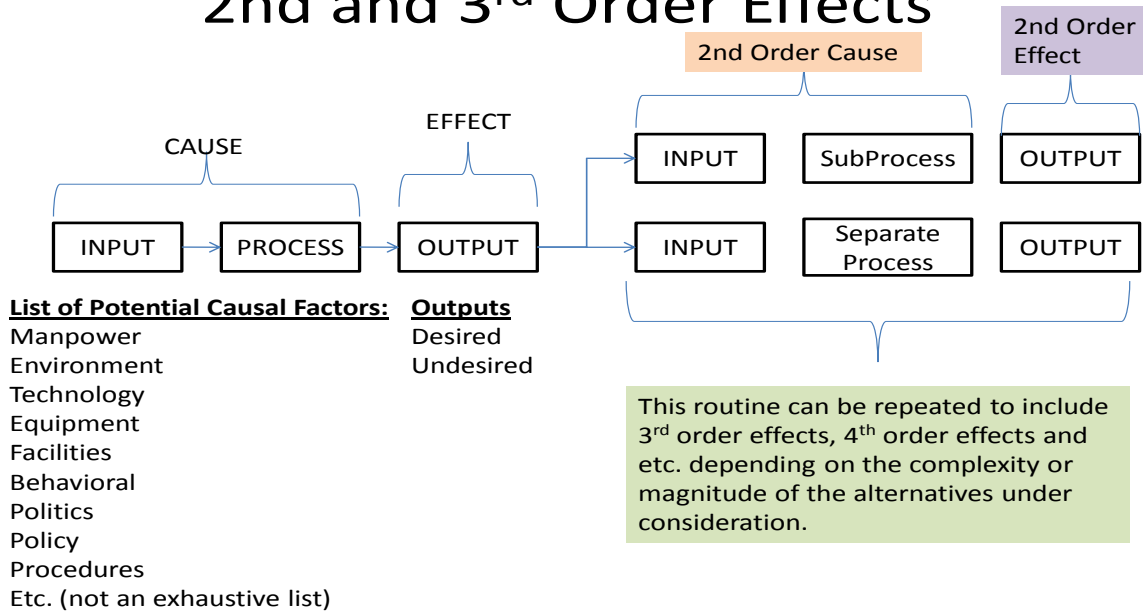 2nd and 3rd Order Effects
2nd Order Cause
2nd Order
Effect
CAUSE
EFFECT
INPUT
SubProcess
OUTPUT
INPUT
PROCESS
OUTPUT
INPUT
Separate
Process
OUTPUT
List of Potential Causal Factors:
Manpower
Environment
Technology
Equipment
Facilities
Behavioral
Politics
Policy
Procedures
Etc. (not an exhaustive list)
Outputs
Desired
Undesired
This routine can be repeated to include
3rd order effects, 4th order effects and
etc. depending on the complexity or
magnitude of the alternatives under
consideration.